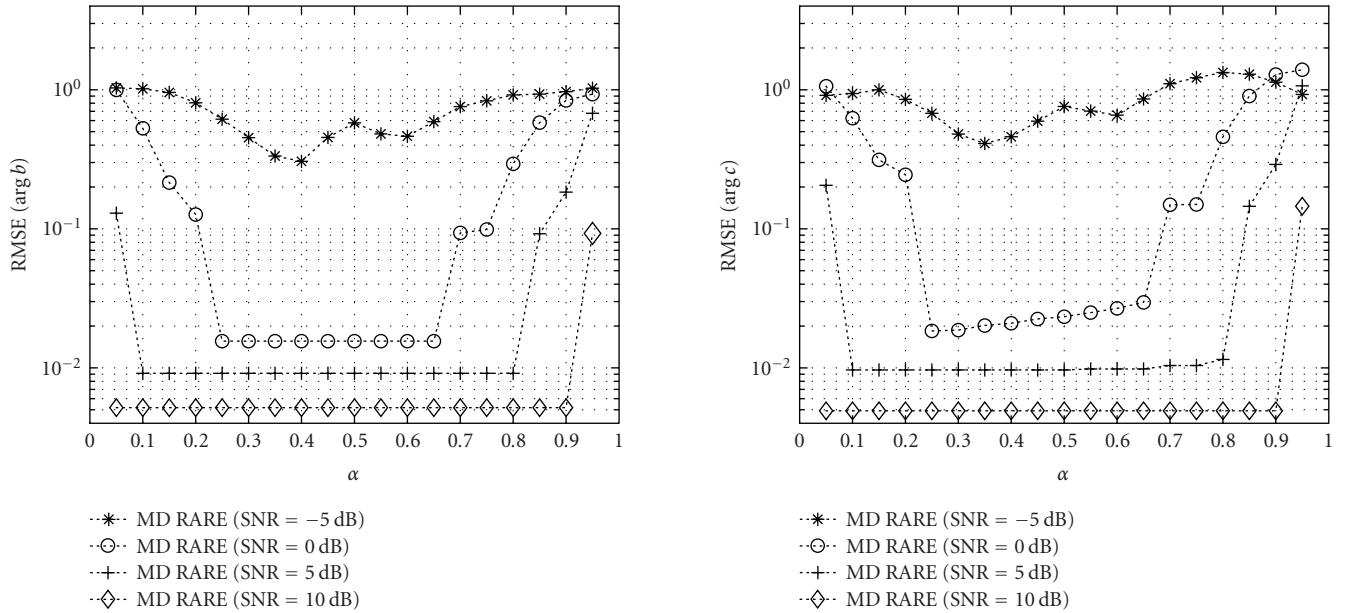 RMSE (arg b)
10⁰
10⁻¹
10⁻²
0 0.1 0.2 0.3 0.4 0.5 0.6 0.7 0.8 0.9 1
α
MD RARE (SNR = −5 dB)
MD RARE (SNR = 0 dB)
MD RARE (SNR = 5 dB)
MD RARE (SNR = 10 dB)
RMSE (arg c)
10⁰
10⁻¹
10⁻²
0 0.1 0.2 0.3 0.4 0.5 0.6 0.7 0.8 0.9 1
α
MD RARE (SNR = −5 dB)
MD RARE (SNR = 0 dB)
MD RARE (SNR = 5 dB)
MD RARE (SNR = 10 dB)